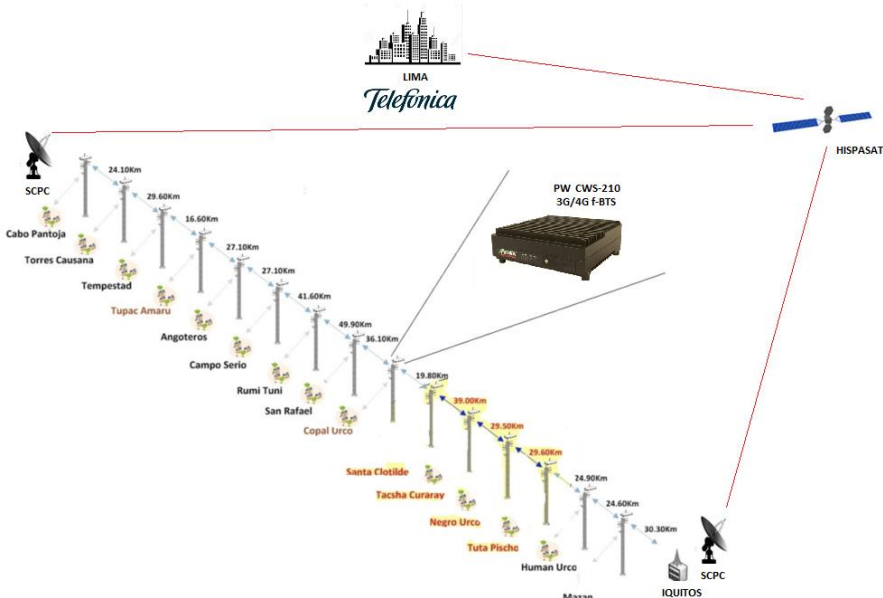 LIMA
Telefónica
HISPASAT
SCPC
PW CWS-210
3G/4G f-BTS
24.10Km
29.60Km
16.60Km
27.10Km
27.10Km
41.60Km
49.90Km
36.10Km
19.80Km
39.00Km
29.50Km
29.60Km
24.90Km
24.60Km
30.30Km
Cabo Pantoja
Torres Causana
Tempestad
Tupac Amaru
Angoteros
Campo Serio
Rumi Tuni
San Rafael
Copal Urco
Santa Clotilde
Tacsha Curaray
Negro Urco
Tuta Pischo
Human Urco
Mazan
SCPC
IQUITOS